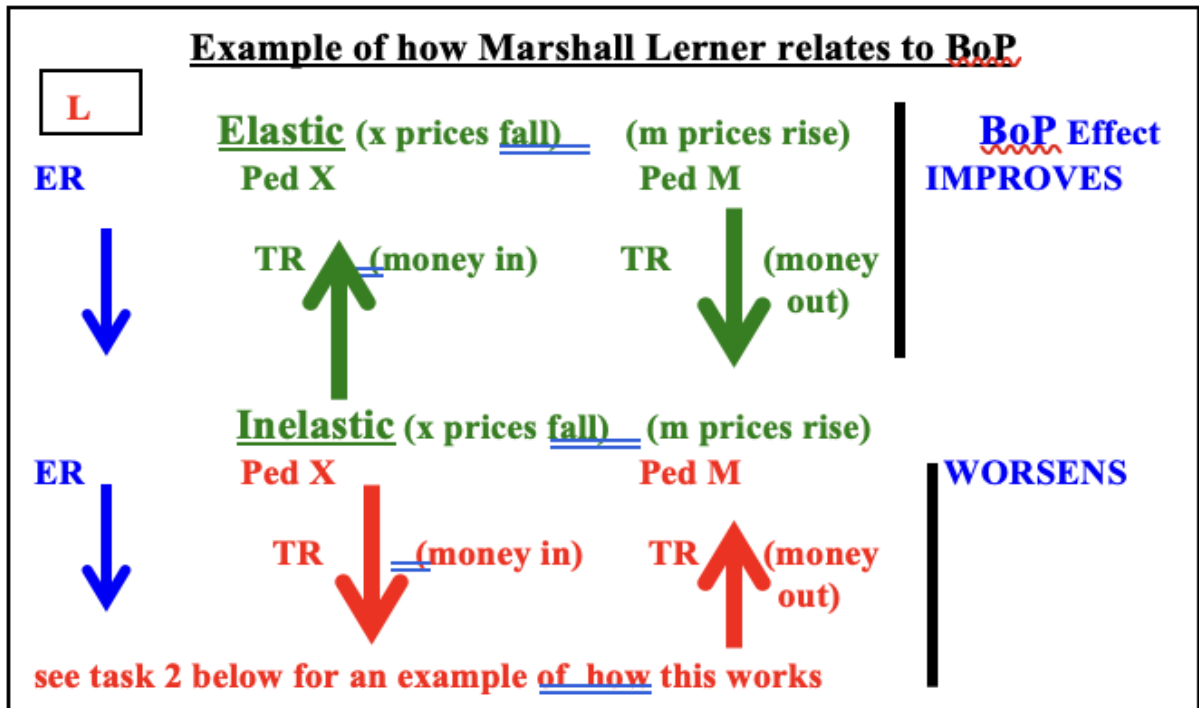 Example of how Marshall Lerner relates to BoP
L
Elastic (x prices fall) (m prices rise) BoP Effect
ER Ped X Ped M IMPROVES
TR (money in) TR (money
out)
Inelastic (x prices fall) (m prices rise)
ER Ped X Ped M WORSENS
TR (money in) TR (money
out)
see task 2 below for an example of how this works